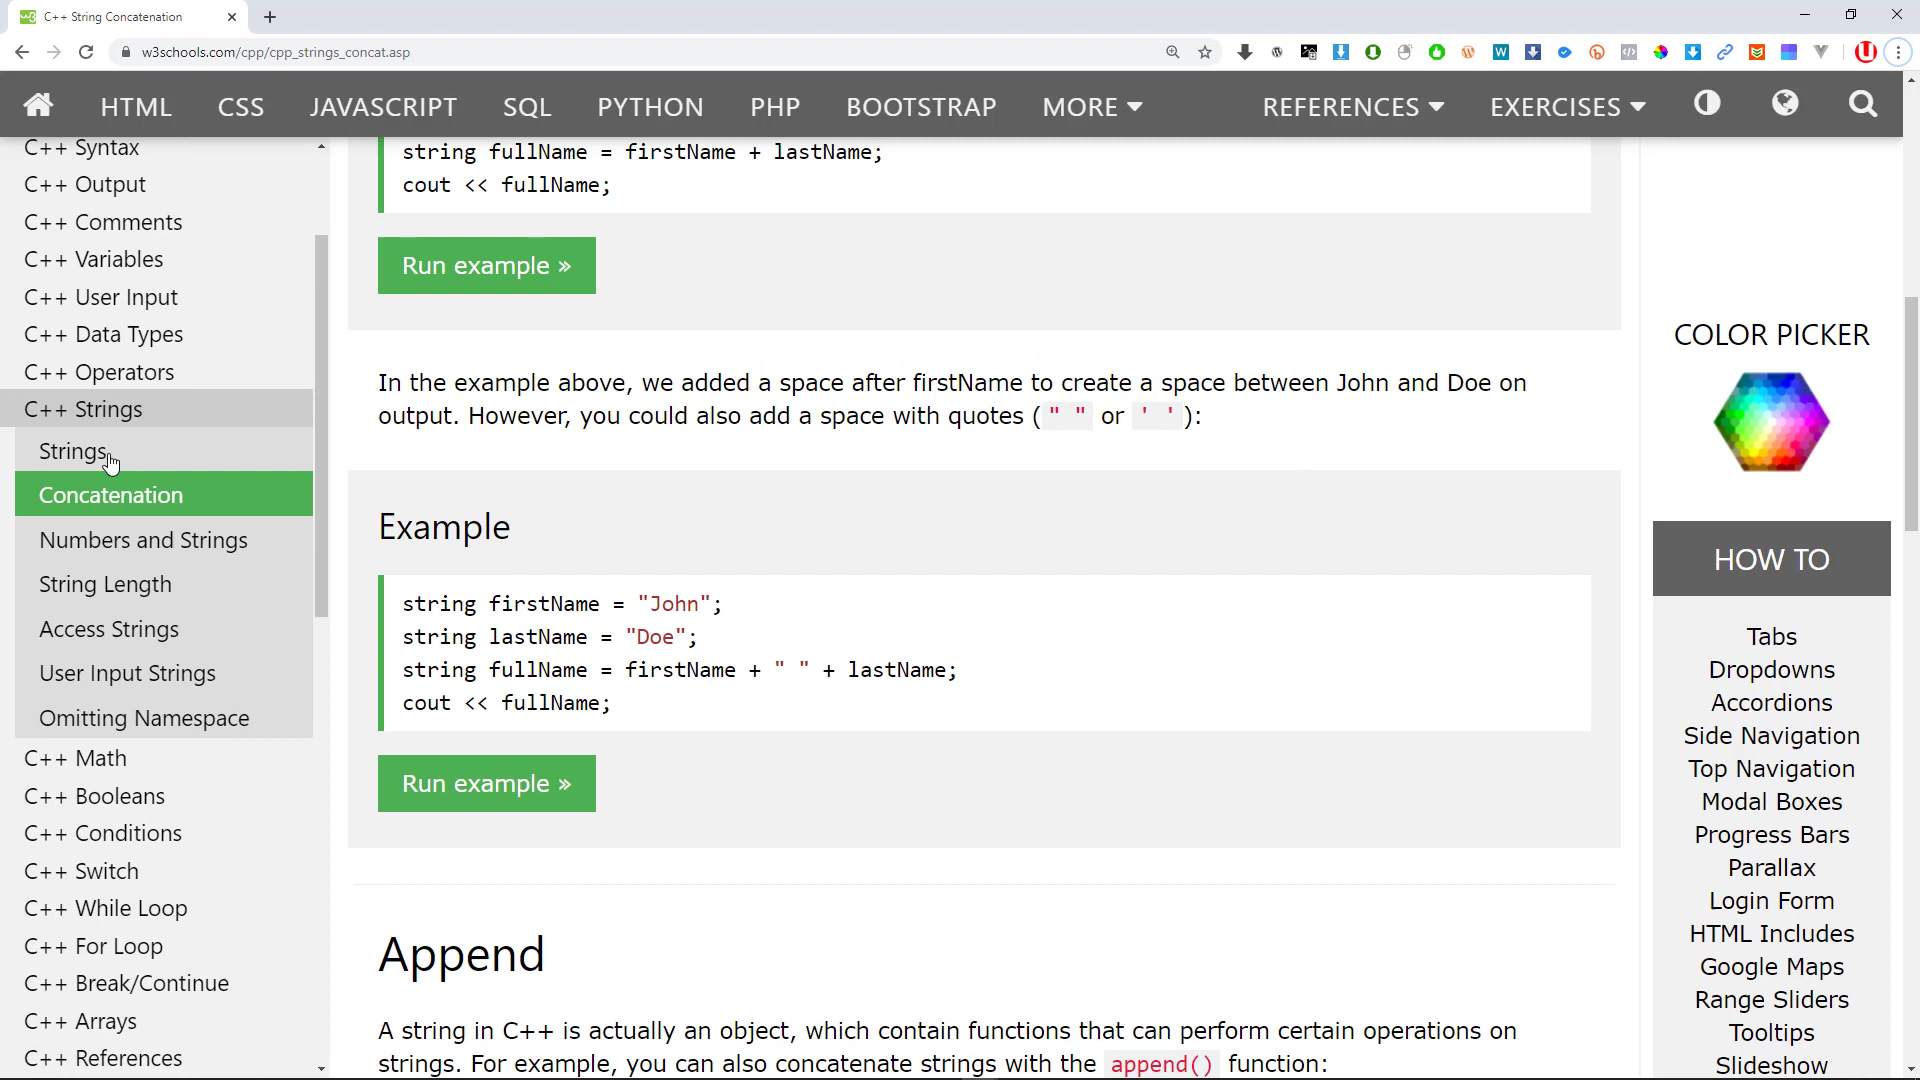 C++ String Concatenation
w3schools.com/cpp/cpp_strings_concat.asp
HTML CSS JAVASCRIPT SQL PYTHON PHP BOOTSTRAP MORE REFERENCES EXERCISES
C++ Syntax
C++ Output
C++ Comments
C++ Variables
C++ User Input
C++ Data Types
C++ Operators
C++ Strings
Strings
Concatenation
Numbers and Strings
String Length
Access Strings
User Input Strings
Omitting Namespace
C++ Math
C++ Booleans
C++ Conditions
C++ Switch
C++ While Loop
C++ For Loop
C++ Break/Continue
C++ Arrays
C++ References
string fullName = firstName + lastName;
cout << fullName;
Run example »
In the example above, we added a space after firstName to create a space between John and Doe on
output. However, you could also add a space with quotes (" " or ' '):
Example
string firstName = "John";
string lastName = "Doe";
string fullName = firstName + " " + lastName;
cout << fullName;
Run example »
Append
A string in C++ is actually an object, which contain functions that can perform certain operations on
strings. For example, you can also concatenate strings with the append() function:
COLOR PICKER
HOW TO
Tabs
Dropdowns
Accordions
Side Navigation
Top Navigation
Modal Boxes
Progress Bars
Parallax
Login Form
HTML Includes
Google Maps
Range Sliders
Tooltips
Slideshow